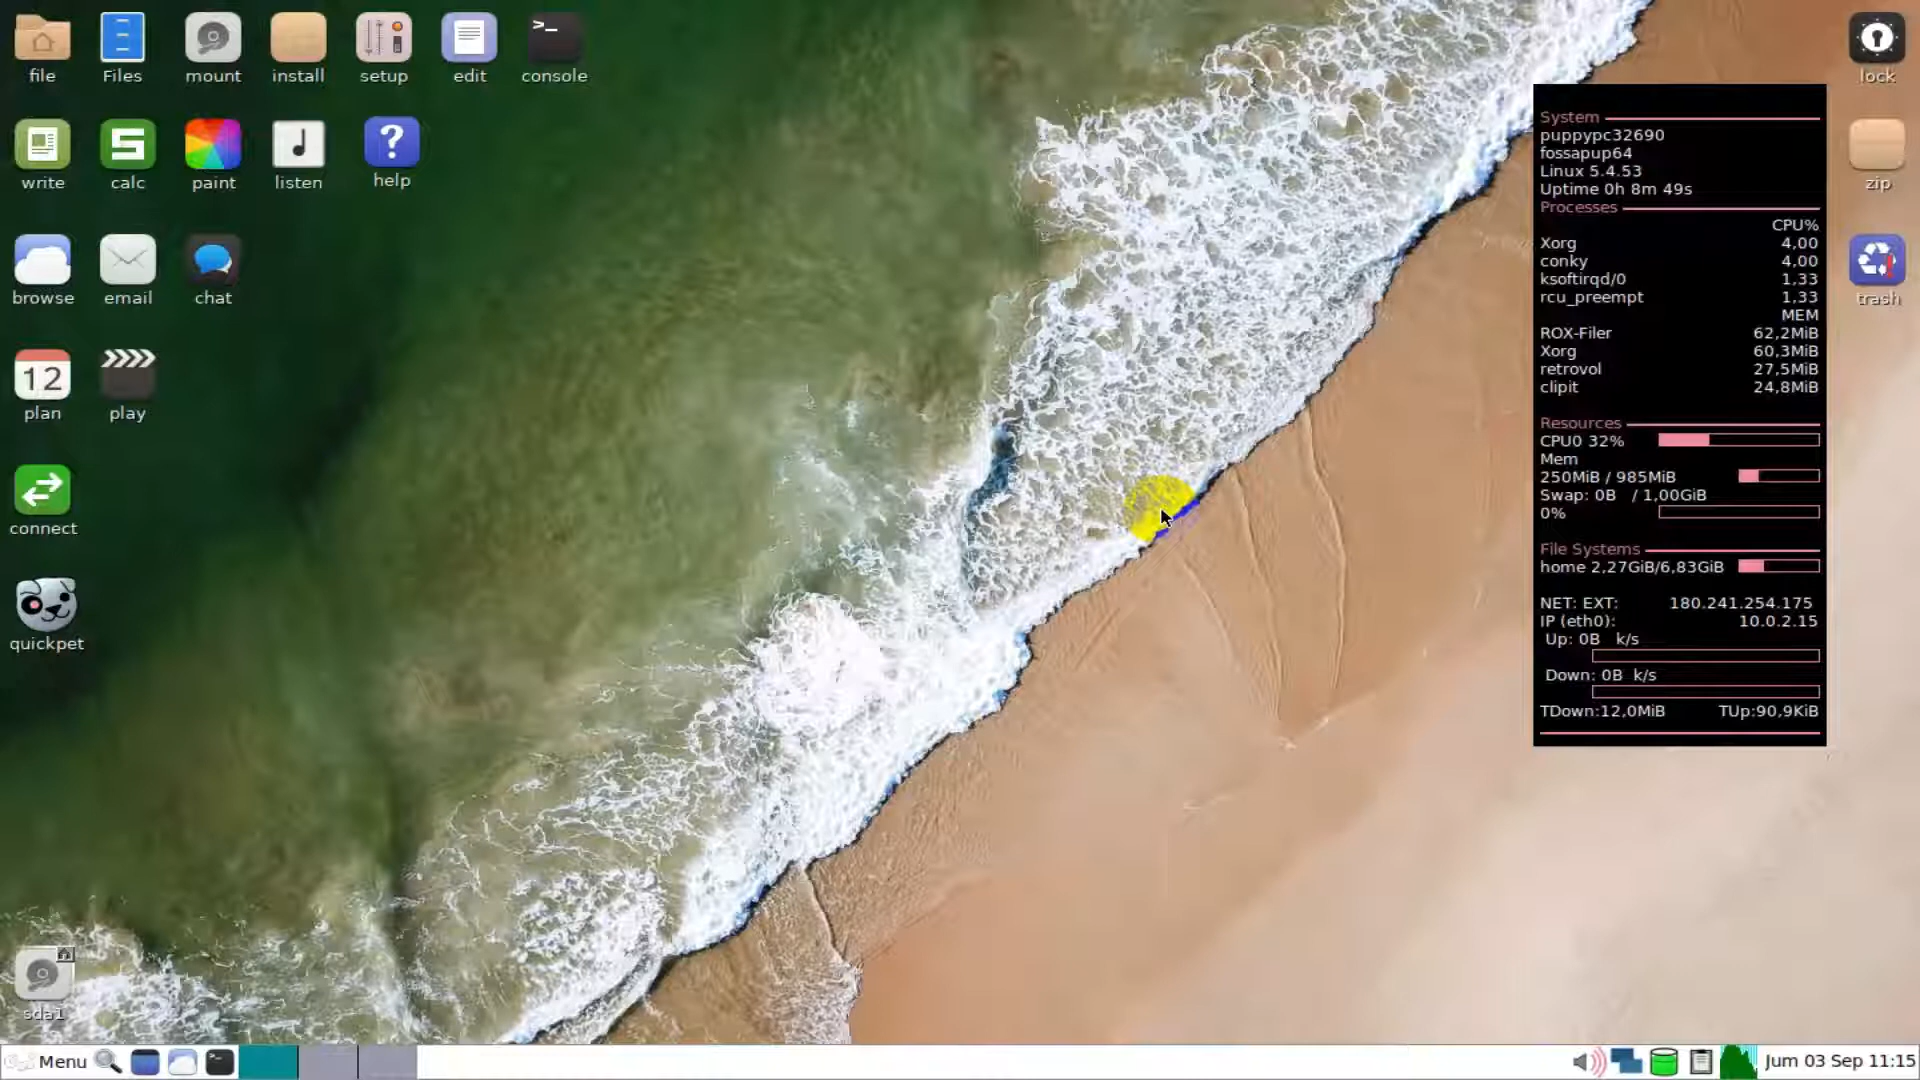 file Files mount install setup edit console
write calc paint listen help
browse email chat
12
plan play
connect
quickpet
sda1
lock
zip
trash
System
puppypc32690
fossapup64
Linux 5.4.53
Uptime 0h 8m 49s
Processes
CPU%
Xorg 4,00
conky 4,00
ksoftirqd/0 1,33
rcu_preempt 1,33
MEM
ROX-Filer 62,2MiB
Xorg 60,3MiB
retrovol 27,5MiB
clipit 24,8MiB
Resources
CPU0 32%
Mem
250MiB / 985MiB
Swap: 0B / 1,00GiB
0%
File Systems
home 2,27GiB/6,83GiB
NET: EXT: 180.241.254.175
IP (eth0): 10.0.2.15
Up: 0B k/s
Down: 0B k/s
TDown:12,0MiB TUp:90,9KiB
Menu Jum 03 Sep 11:15